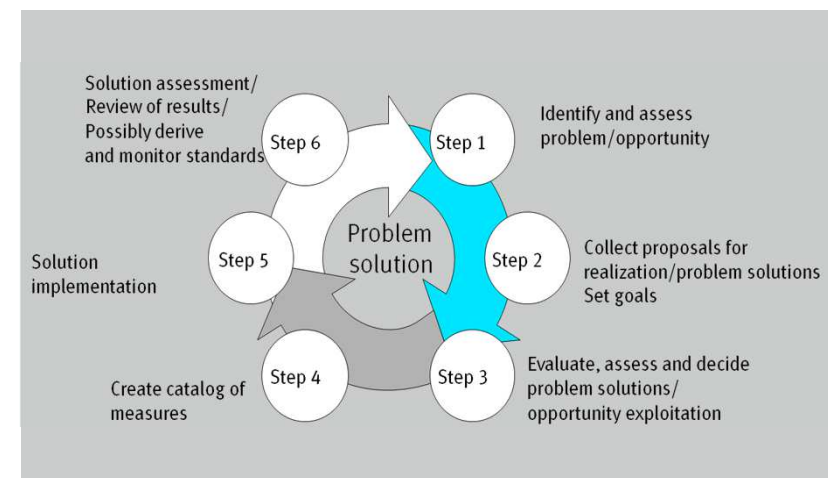 Step 1
Identify and assess
problem/opportunity
Step 2
Collect proposals for
realization/problem solutions
Set goals
Step 3
Evaluate, assess and decide
problem solutions/
opportunity exploitation
Step 4
Create catalog of
measures
Step 5
Solution
implementation
Step 6
Solution assessment/
Review of results/
Possibly derive
and monitor standards
Problem
solution